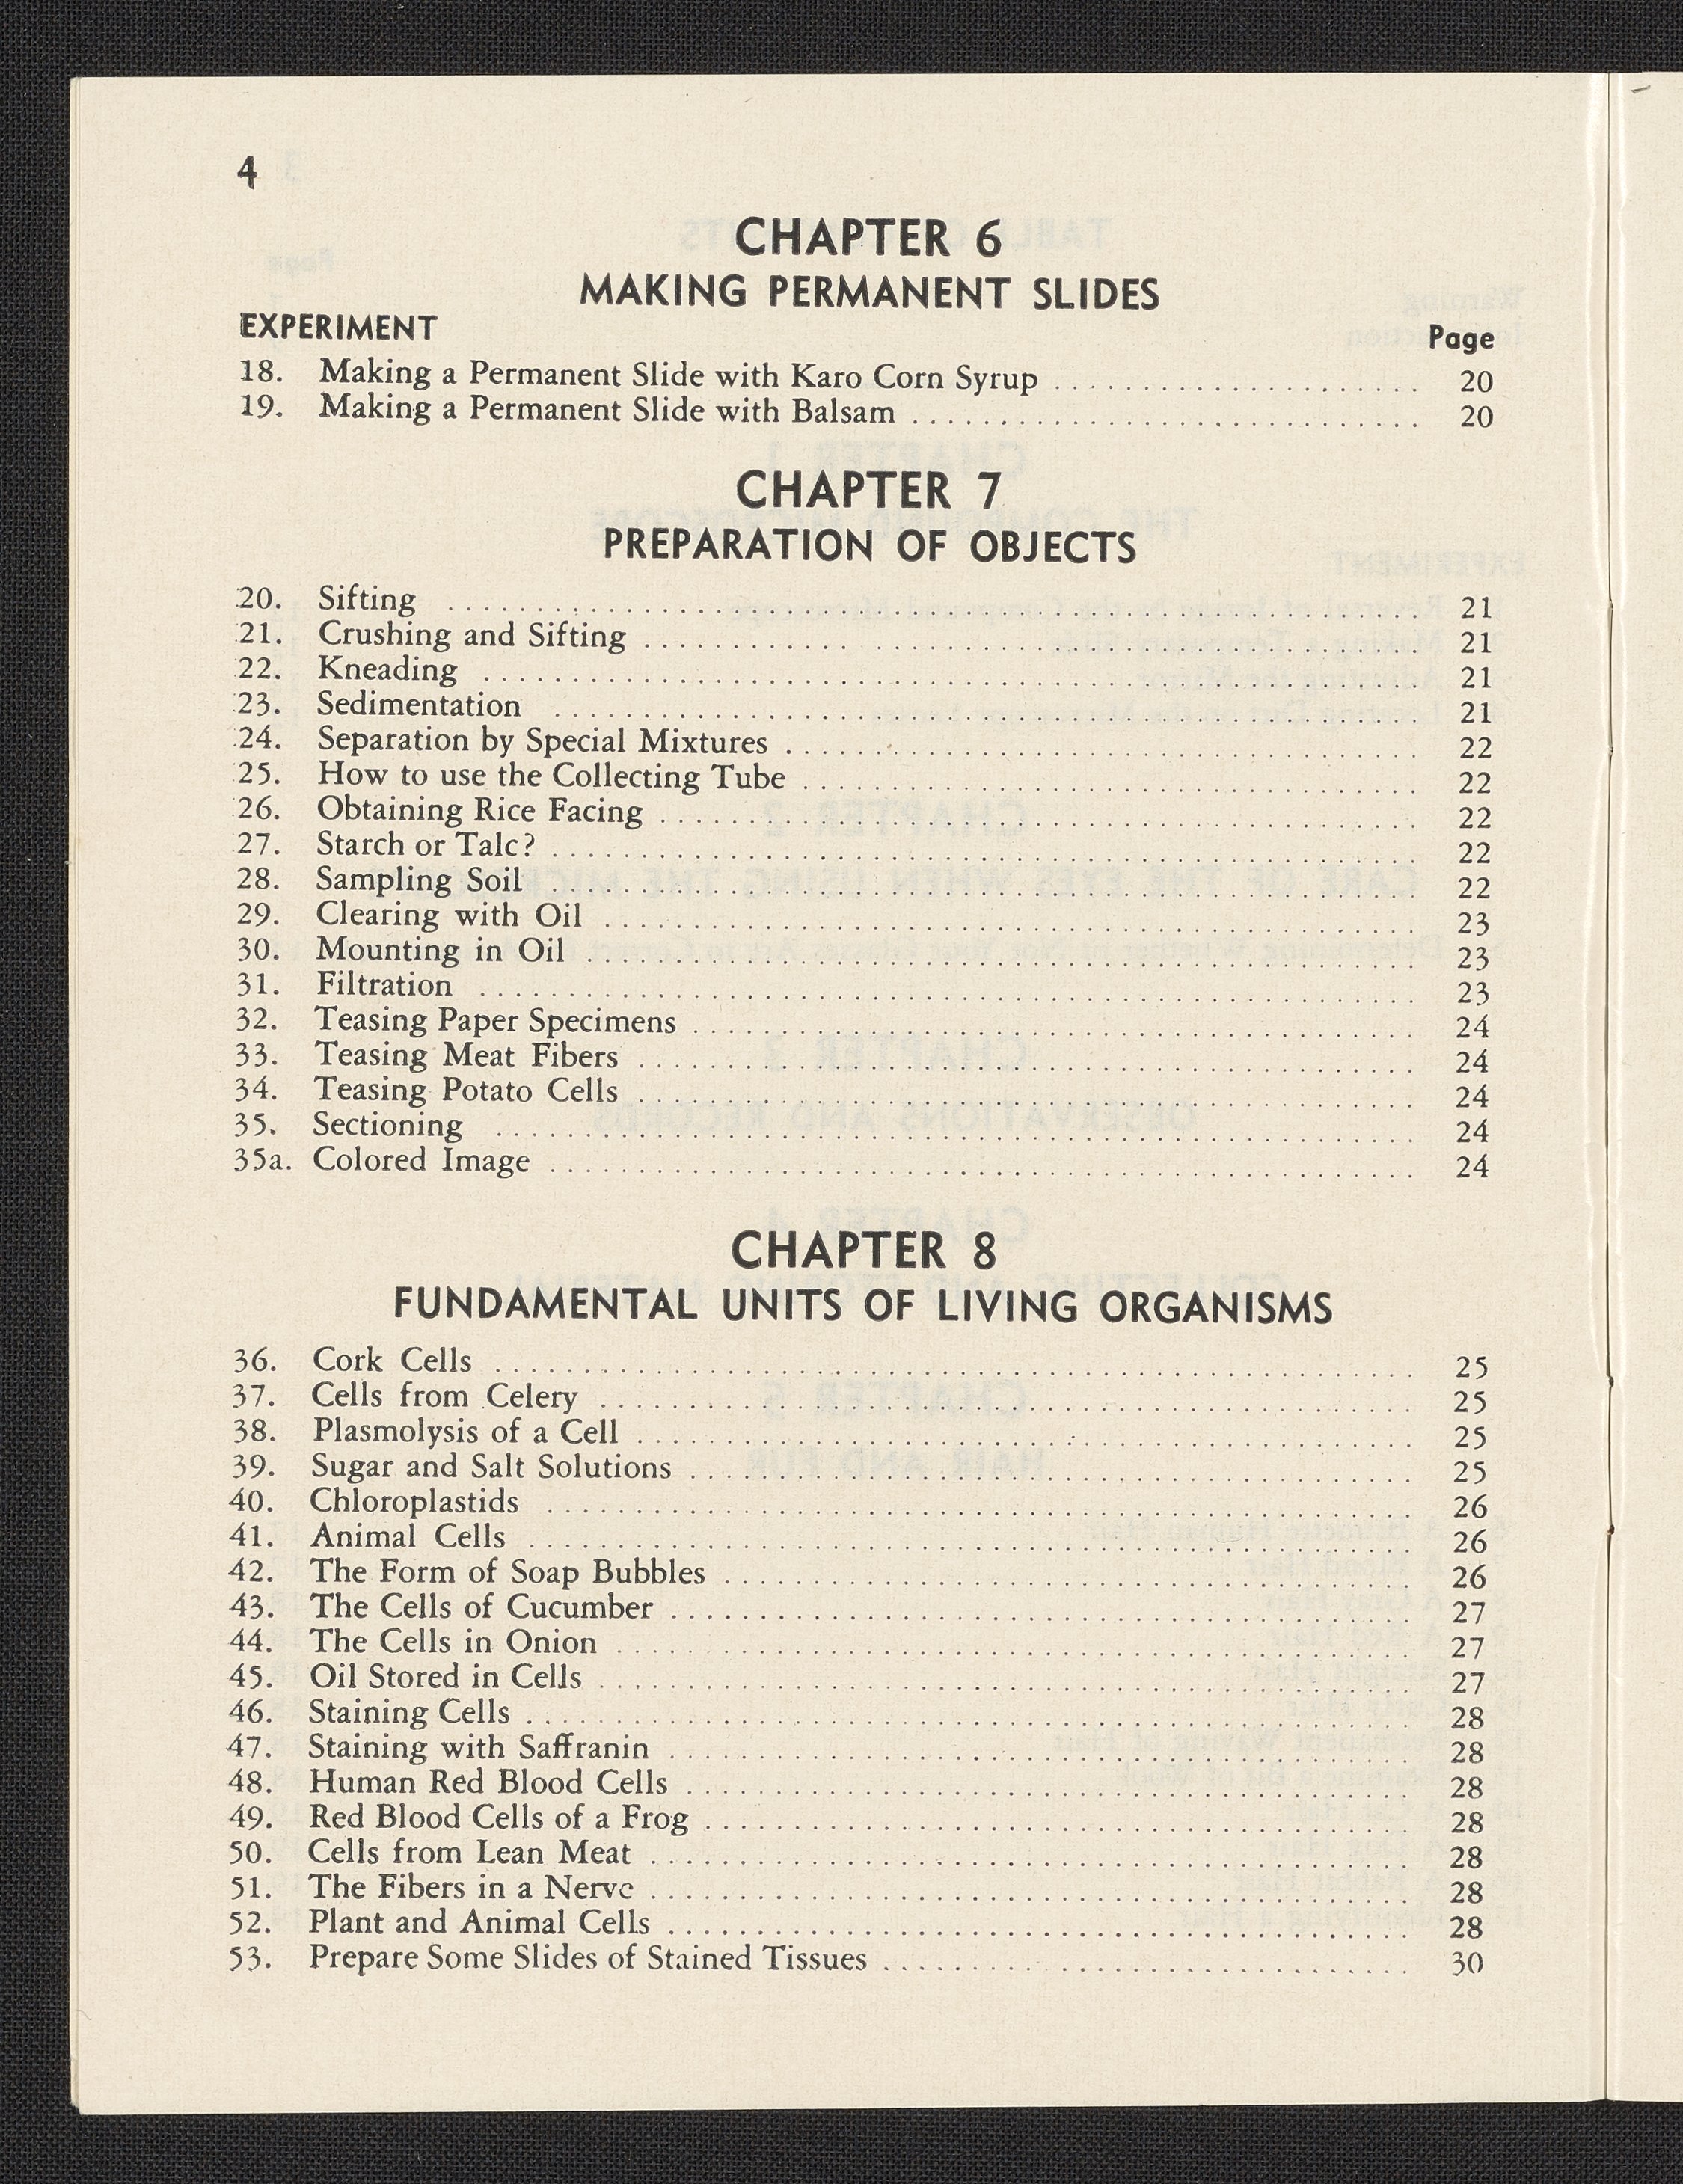 4
CHAPTER 6
MAKING PERMANENT SLIDES
EXPERIMENT Page
18. Making a Permanent Slide with Karo Corn Syrup . . . . . . . . . . . . . . . . . . . . . 20
19. Making a Permanent Slide with Balsam . . . . . . . . . . . . . . . . . . . . . . . . . . . . . 20
CHAPTER 7
PREPARATION OF OBJECTS
20. Sifting . . . . . . . . . . . . . . . . . . . . 21
21. Crushing and Sifting . . . . . . . . . . . . . . . . . . . . 21
22. Kneading . . . . . . . . . . . . . . . . . . . . 21
23. Sedimentation . . . . . . . . . . . . . . . . . . . . 21
24. Separation by Special Mixtures . . . . . . . . . . . . . . . . . . . . 22
25. How to use the Collecting Tube . . . . . . . . . . . . . . . . . . . . 22
26. Obtaining Rice Facing . . . . . . . . . . . . . . . . . . . . 22
27. Starch or Talc? . . . . . . . . . . . . . . . . . . . . 22
28. Sampling Soil . . . . . . . . . . . . . . . . . . . . 22
29. Clearing with Oil . . . . . . . . . . . . . . . . . . . . 23
30. Mounting in Oil . . . . . . . . . . . . . . . . . . . . 23
31. Filtration . . . . . . . . . . . . . . . . . . . . 23
32. Teasing Paper Specimens . . . . . . . . . . . . . . . . . . . . 24
33. Teasing Meat Fibers . . . . . . . . . . . . . . . . . . . . 24
34. Teasing Potato Cells . . . . . . . . . . . . . . . . . . . . 24
35. Sectioning . . . . . . . . . . . . . . . . . . . . 24
35a. Colored Image . . . . . . . . . . . . . . . . . . . . 24
CHAPTER 8
FUNDAMENTAL UNITS OF LIVING ORGANISMS
36. Cork Cells . . . . . . . . . . . . . . . . . . . . 25
37. Cells from Celery . . . . . . . . . . . . . . . . . . . . 25
38. Plasmolysis of a Cell . . . . . . . . . . . . . . . . . . . . 25
39. Sugar and Salt Solutions . . . . . . . . . . . . . . . . . . . . 25
40. Chloroplastids . . . . . . . . . . . . . . . . . . . . 26
41. Animal Cells . . . . . . . . . . . . . . . . . . . . 26
42. The Form of Soap Bubbles . . . . . . . . . . . . . . . . . . . . 26
43. The Cells of Cucumber . . . . . . . . . . . . . . . . . . . . 27
44. The Cells in Onion . . . . . . . . . . . . . . . . . . . . 27
45. Oil Stored in Cells . . . . . . . . . . . . . . . . . . . . 27
46. Staining Cells . . . . . . . . . . . . . . . . . . . . 28
47. Staining with Saffranin . . . . . . . . . . . . . . . . . . . . 28
48. Human Red Blood Cells . . . . . . . . . . . . . . . . . . . . 28
49. Red Blood Cells of a Frog . . . . . . . . . . . . . . . . . . . . 28
50. Cells from Lean Meat . . . . . . . . . . . . . . . . . . . . 28
51. The Fibers in a Nerve . . . . . . . . . . . . . . . . . . . . 28
52. Plant and Animal Cells . . . . . . . . . . . . . . . . . . . . 28
53. Prepare Some Slides of Stained Tissues . . . . . . . . . . . . . . . . . . . . 30